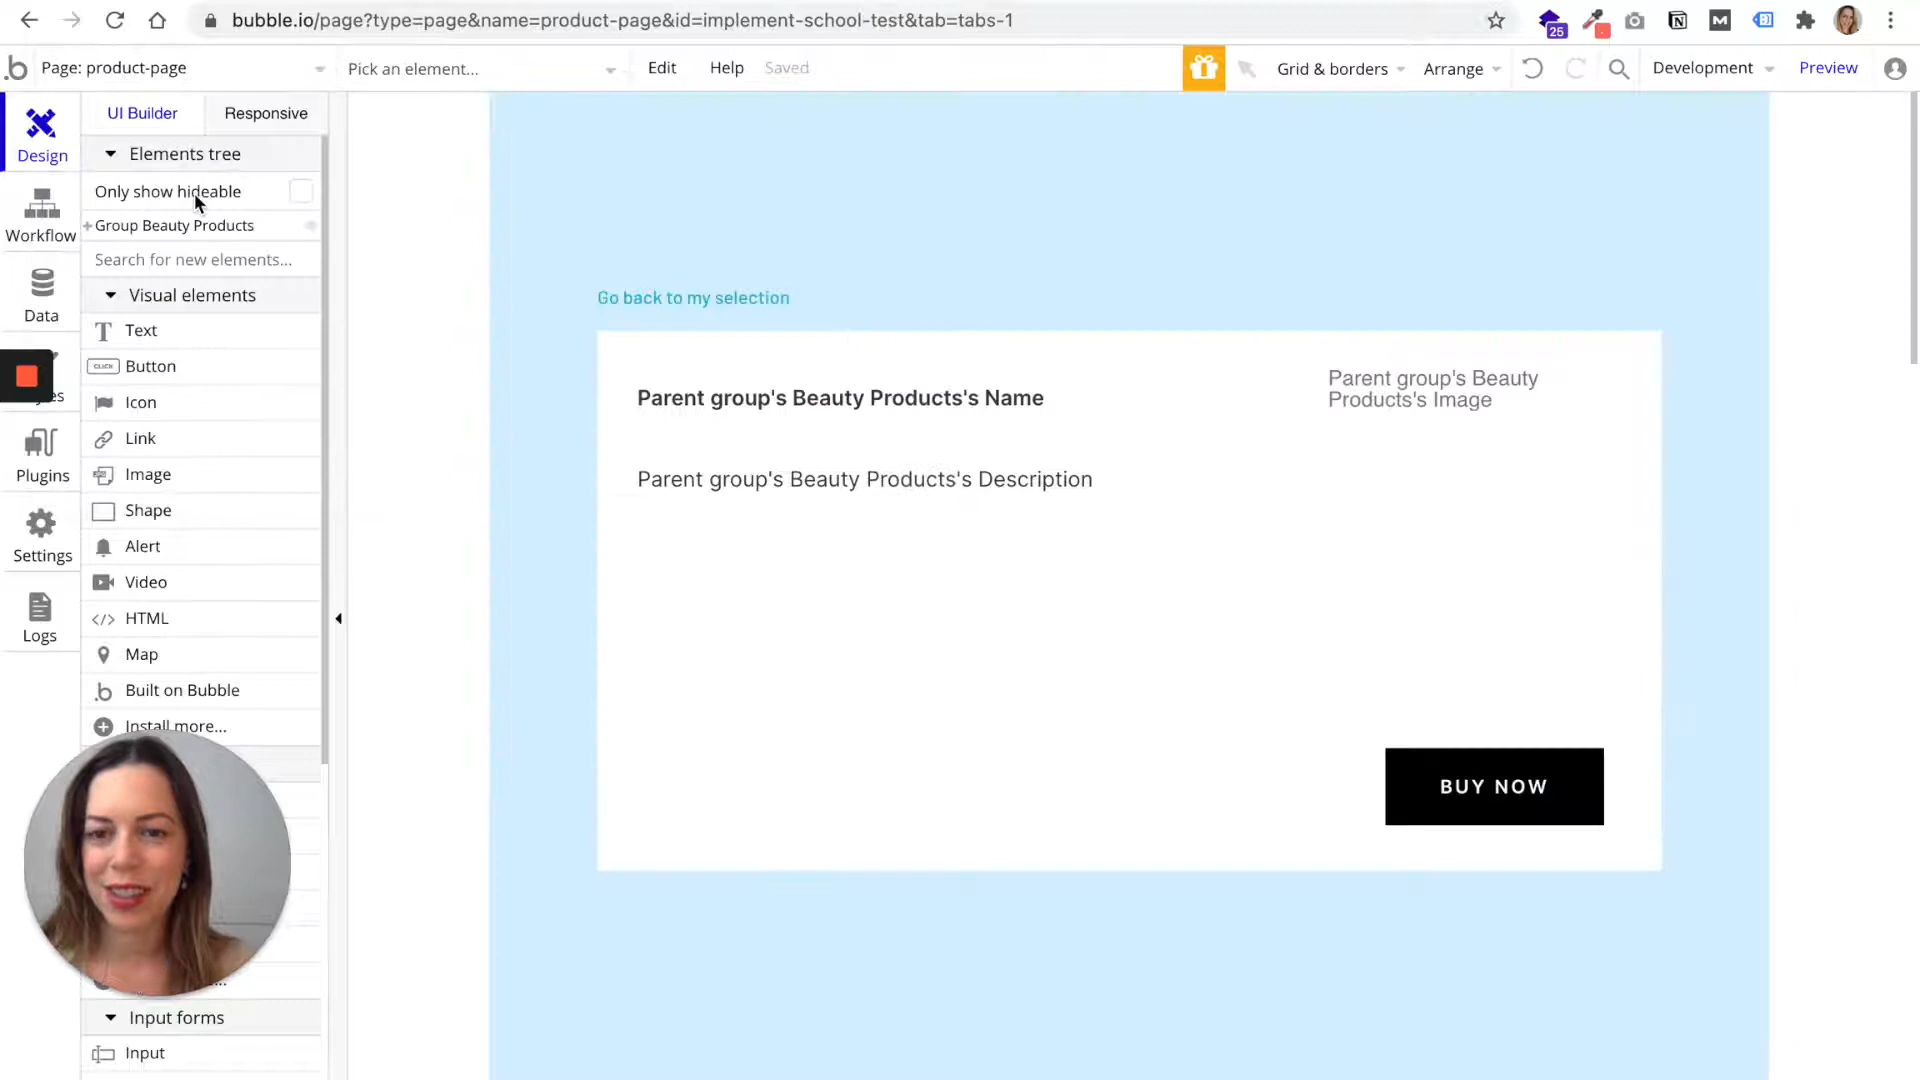 bubble.io/page?type=page&name=product-page&id=implement-school-test&tab=tabs-1
25
M
.b
Page: product-page
Pick an element...
Edit
Help
Saved
Grid & borders
Arrange
Development
Preview
UI Builder
Responsive
Design
Elements tree
Only show hideable
Group Beauty Products
Search for new elements...
Workflow
Visual elements
Data
Text
CLICK
Button
Icon
Link
Plugins
Image
Shape
Settings
Alert
Video
Logs
HTML
Map
Built on Bubble
Install more...
Input forms
Input
Go back to my selection
Parent group's Beauty Products's Name
Parent group's Beauty
Products's Image
Parent group's Beauty Products's Description
BUY NOW